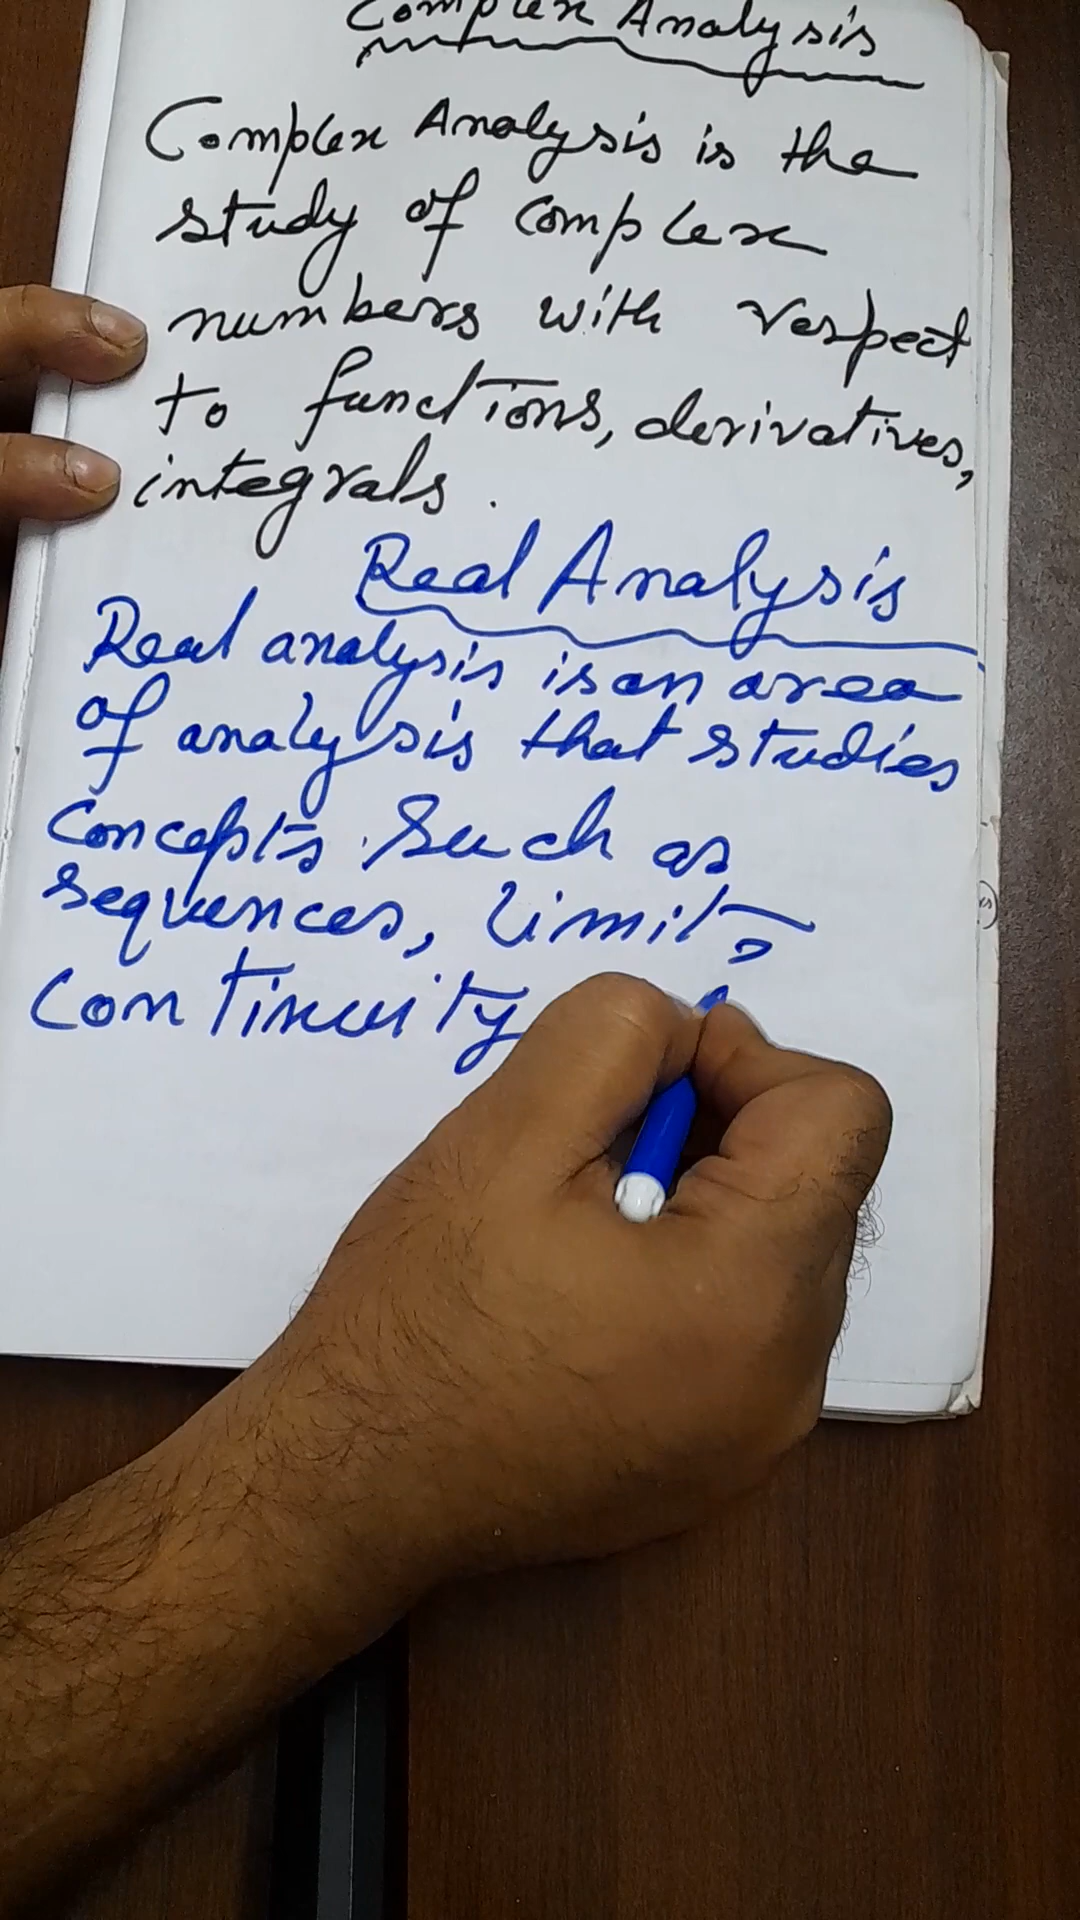 Complex Analysis
Complex Analysis is the
study of complex
numbers with respect
to functions, derivatives,
integrals.
Real Analysis
Real analysis is an area
of analysis that studies
concepts such as
sequences, limits,
continuity